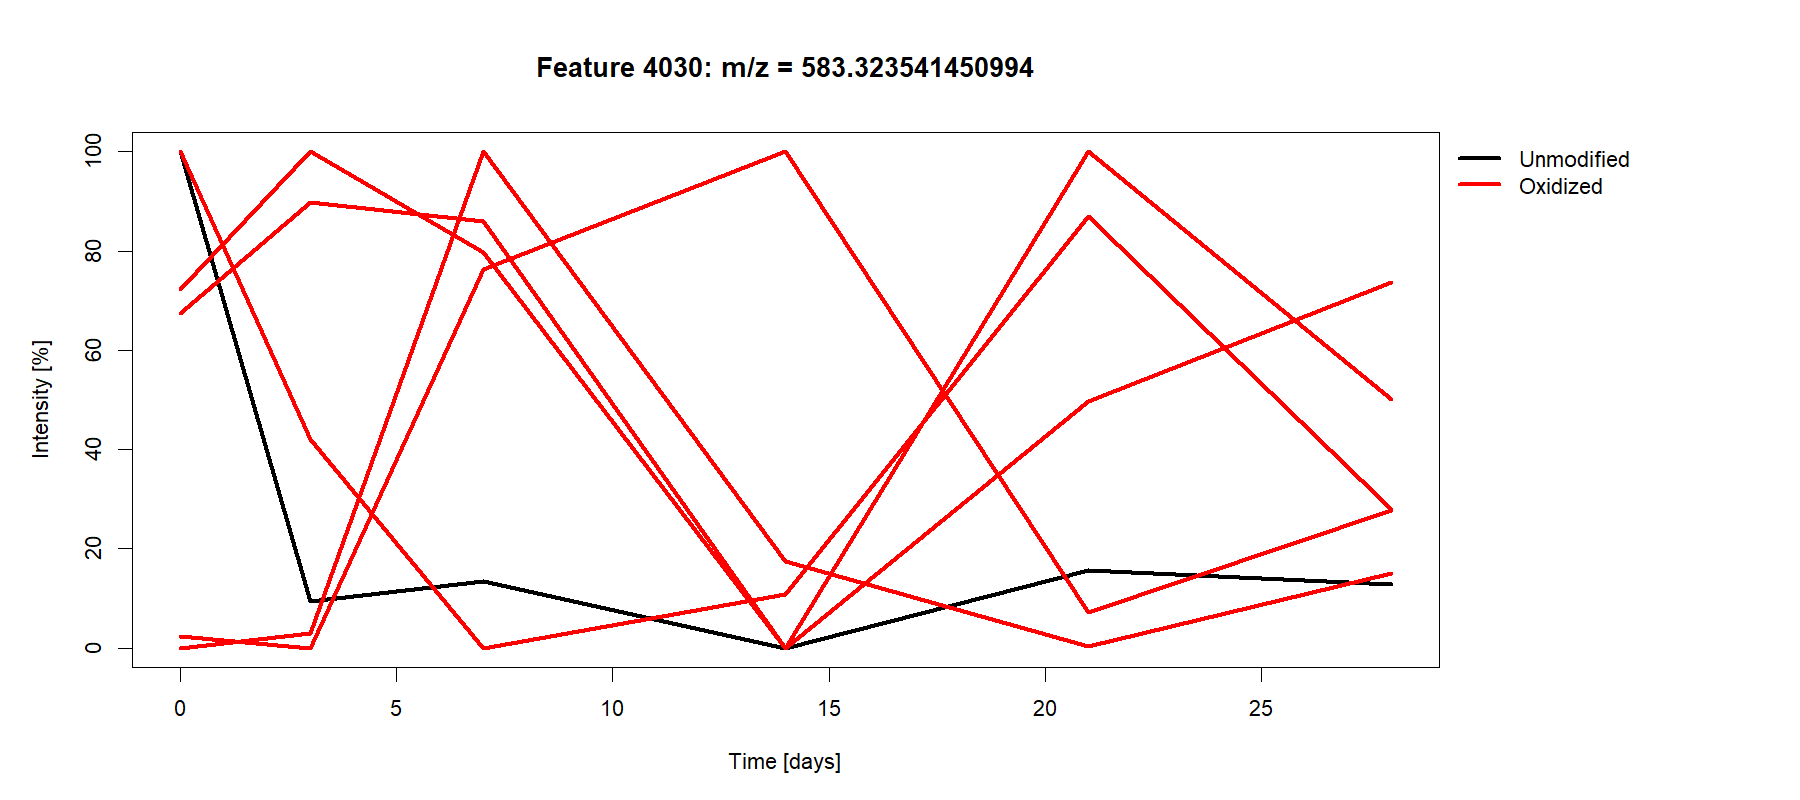 Feature 4030: m/z = 583.323541450994
Unmodified
Oxidized
100
80
60
40
20
0
Intensity [%]
0 5 10 15 20 25
Time [days]